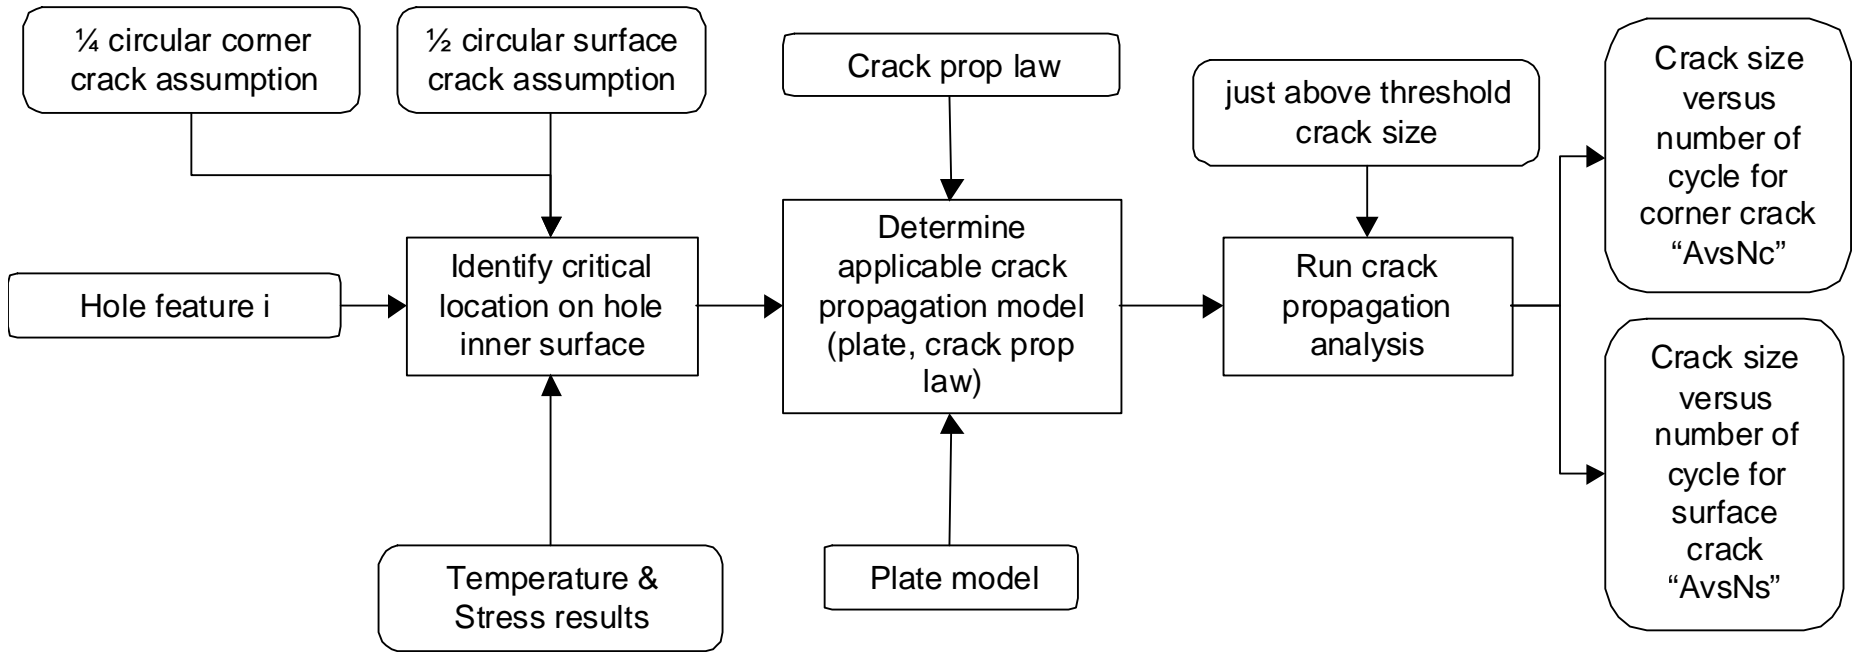 ¼ circular corner
crack assumption
½ circular surface
crack assumption
Crack prop law
just above threshold
crack size
Crack size
versus
number of
cycle for
corner crack
“AvsNc”
Hole feature i
Identify critical
location on hole
inner surface
Determine
applicable crack
propagation model
(plate, crack prop
law)
Run crack
propagation
analysis
Crack size
versus
number of
cycle for
surface
crack
“AvsNs”
Temperature &
Stress results
Plate model